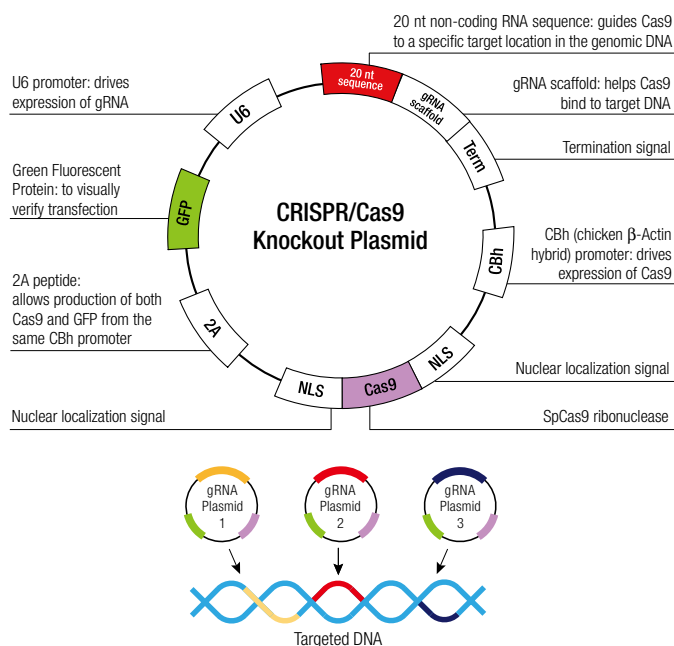 20 nt non-coding RNA sequence: guides Cas9
to a specific target location in the genomic DNA
U6 promoter: drives
expression of gRNA
20 nt
sequence
gRNA
scaffold
Term
U6
gRNA scaffold: helps Cas9
bind to target DNA
Termination signal
Green Fluorescent
Protein: to visually
verify transfection
GFP
CRISPR/Cas9
Knockout Plasmid
CBh
CBh (chicken β-Actin
hybrid) promoter: drives
expression of Cas9
2A peptide:
allows production of both
Cas9 and GFP from the
same CBh promoter
2A
NLS
Cas9
NLS
Nuclear localization signal
Nuclear localization signal
SpCas9 ribonuclease
gRNA
Plasmid
1
gRNA
Plasmid
2
gRNA
Plasmid
3
Targeted DNA